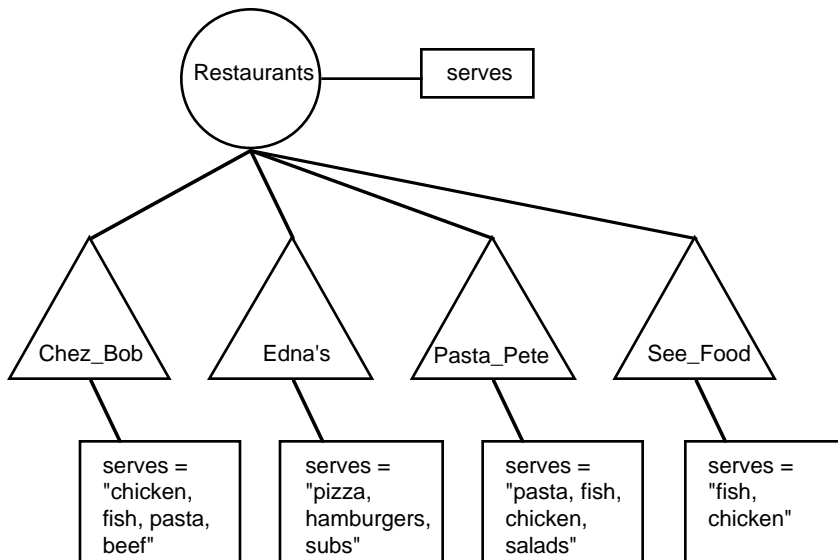 Restaurants
serves
Chez_Bob
Edna's
Pasta_Pete
See_Food
serves =
"chicken,
fish, pasta,
beef"
serves =
"pizza,
hamburgers,
subs"
serves =
"pasta, fish,
chicken,
salads"
serves =
"fish,
chicken"